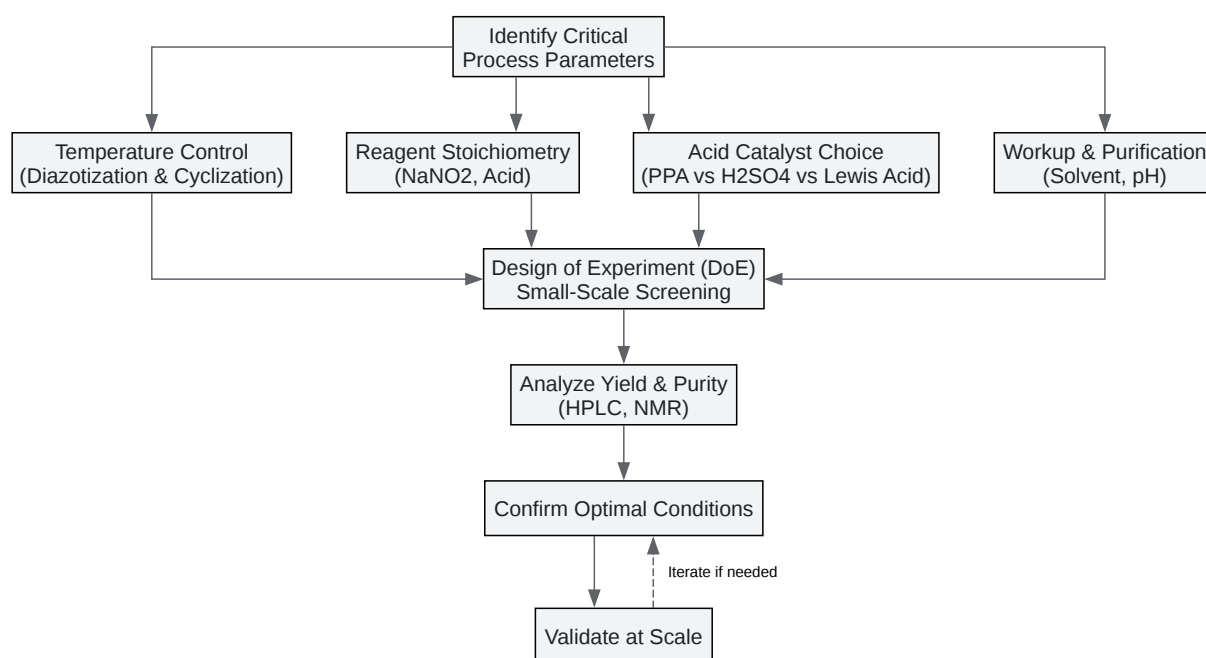 Identify Critical
Process Parameters
Temperature Control
(Diazotization & Cyclization)
Reagent Stoichiometry
(NaNO2, Acid)
Acid Catalyst Choice
(PPA vs H2SO4 vs Lewis Acid)
Workup & Purification
(Solvent, pH)
Design of Experiment (DoE)
Small-Scale Screening
Analyze Yield & Purity
(HPLC, NMR)
Confirm Optimal Conditions
Iterate if needed
Validate at Scale